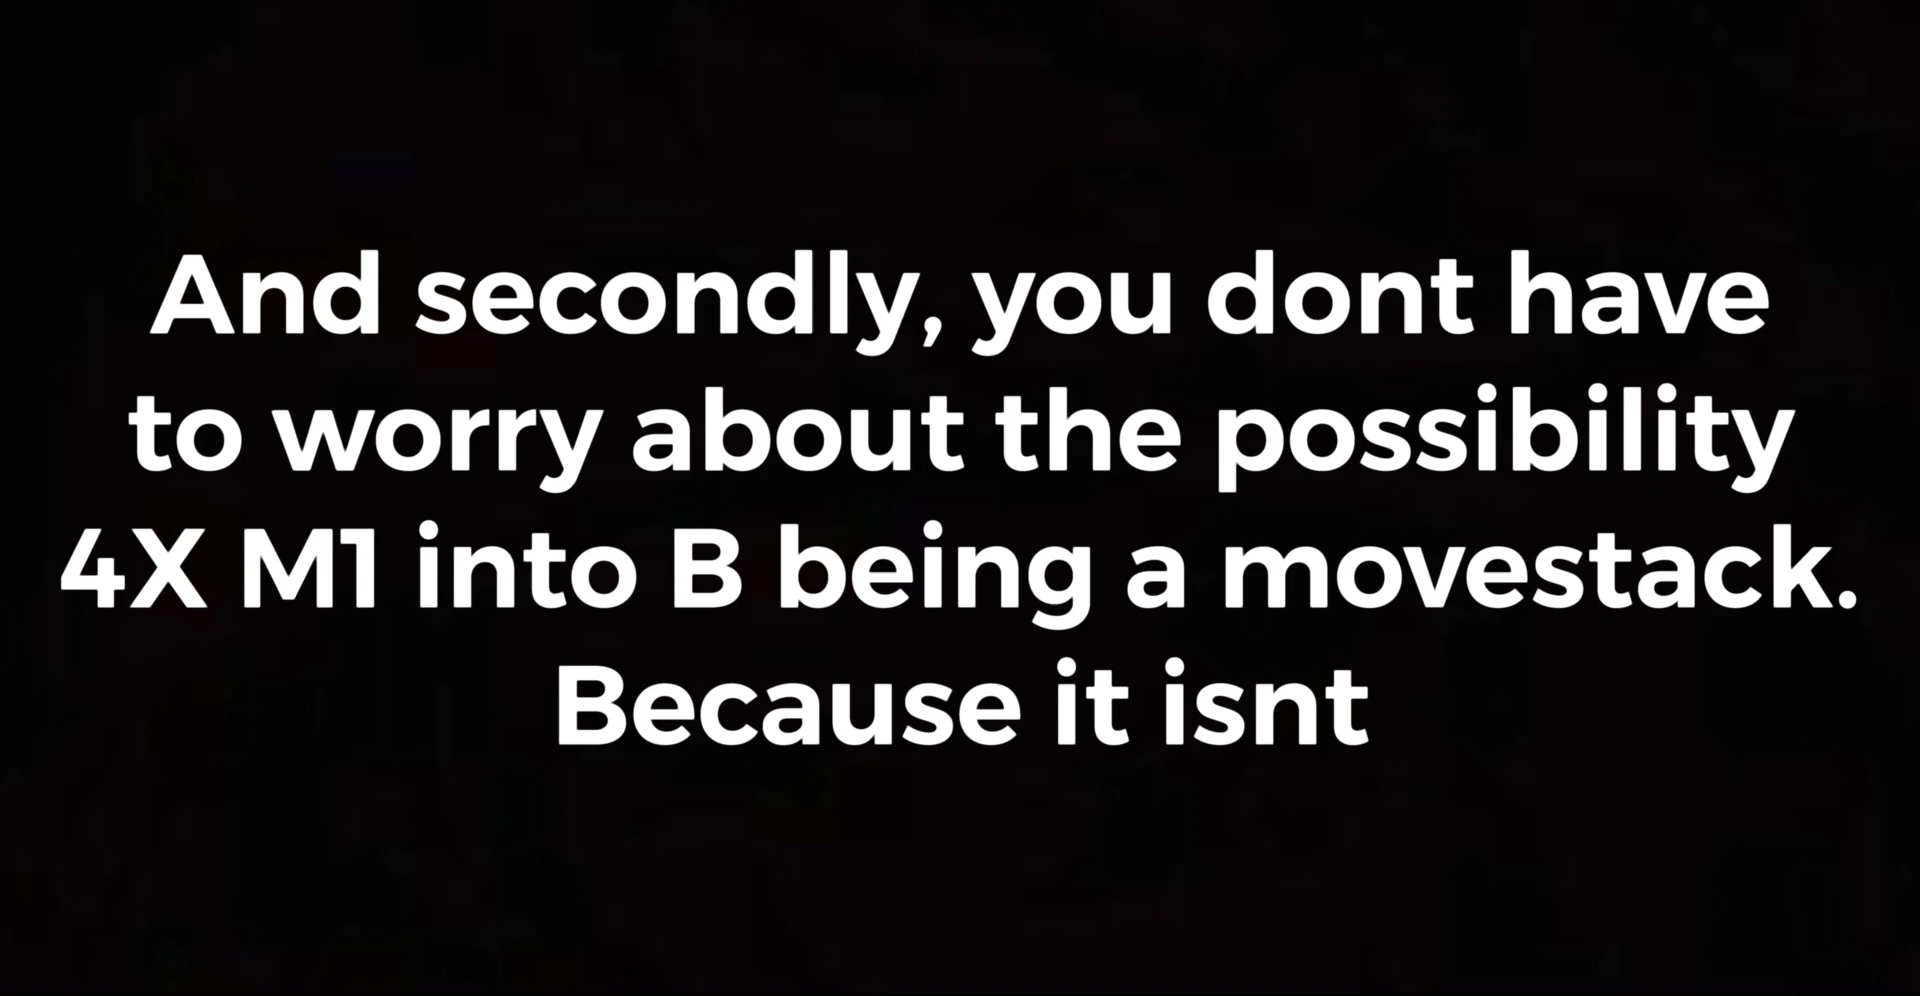 And secondly, you dont have
to worry about the possibility
4X M1 into B being a movestack.
Because it isnt